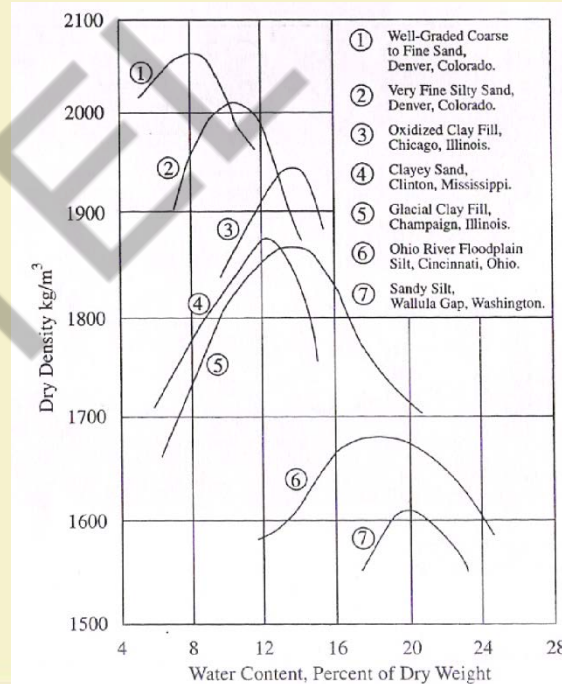 2100
2000
1900
1800
1700
1600
1500
Dry Density kg/m³
4 8 12 16 20 24 28
Water Content, Percent of Dry Weight
1
2
3
4
5
6
7
① Well-Graded Coarse
to Fine Sand,
Denver, Colorado.
② Very Fine Silty Sand,
Denver, Colorado.
③ Oxidized Clay Fill,
Chicago, Illinois.
④ Clayey Sand,
Clinton, Mississippi.
⑤ Glacial Clay Fill,
Champaign, Illinois.
⑥ Ohio River Floodplain
Silt, Cincinnati, Ohio.
⑦ Sandy Silt,
Wallula Gap, Washington.